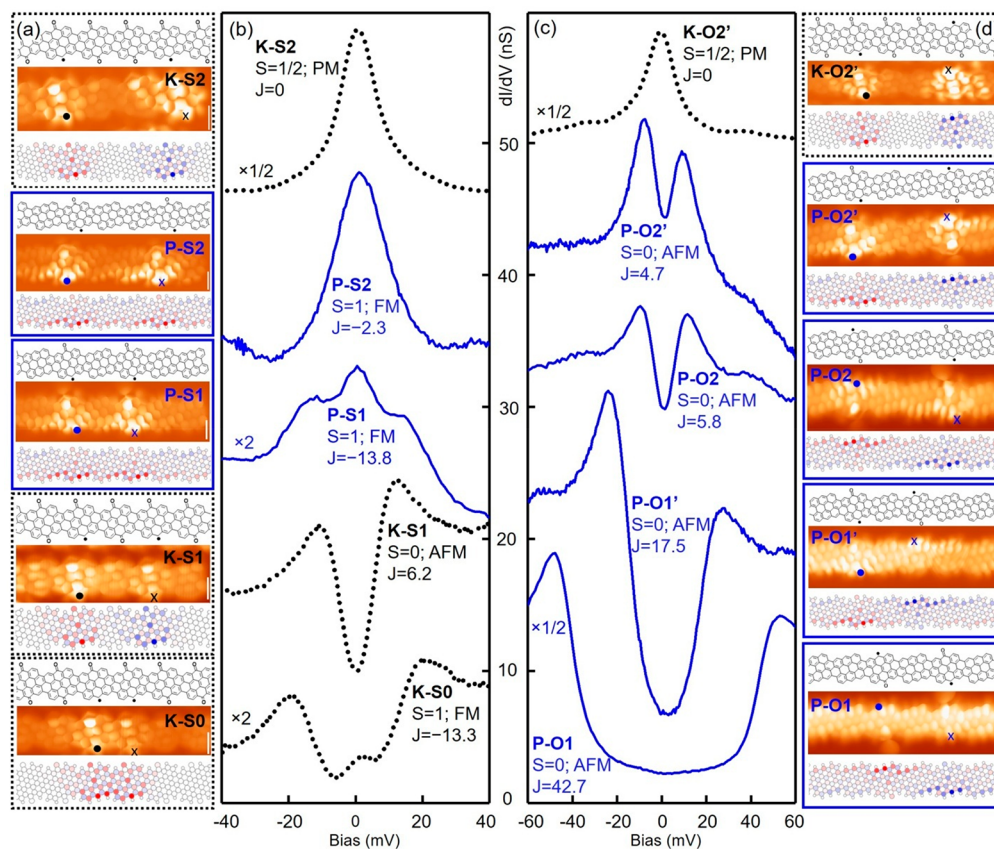 (a)
K-S2
x
P-S2
x
P-S1
x
K-S1
x
K-S0
x
(b)
K-S2
S=1/2; PM
J=0
×1/2
P-S2
S=1; FM
J=−2.3
P-S1
S=1; FM
J=−13.8
×2
K-S1
S=0; AFM
J=6.2
K-S0
S=1; FM
J=−13.3
×2
-20 0 20 40
Bias (mV)
(c)
dI/dV (nS)
50
40
30
20
10
0
K-O2’
S=1/2; PM
J=0
×1/2
P-O2’
S=0; AFM
J=4.7
P-O2
S=0; AFM
J=5.8
P-O1’
S=0; AFM
J=17.5
×1/2
P-O1
S=0; AFM
J=42.7
-60 -40 -20 0 20 40 60
Bias (mV)
(d)
K-O2’
x
P-O2’
x
P-O2
x
P-O1’
x
P-O1
x